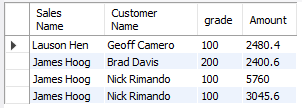 Sales Name Customer Name grade Amount
Lauson Hen Geoff Camero 100 2480.4
James Hoog Brad Davis 200 2400.6
James Hoog Nick Rimando 100 5760
James Hoog Nick Rimando 100 3045.6